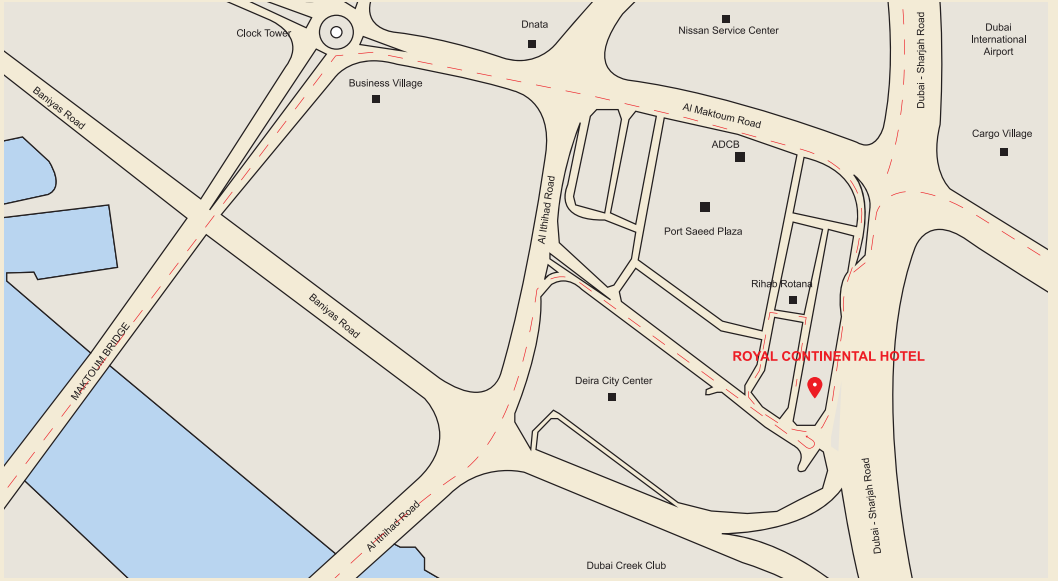 Clock Tower
Dnata
Nissan Service Center
Dubai
International
Airport
Dubai - Sharjah Road
Business Village
Baniyas Road
Al Maktoum Road
Cargo Village
ADCB
Al Ithihad Road
Port Saeed Plaza
Rihab Rotana
Baniyas Road
MAKTOUM BRIDGE
ROYAL CONTINENTAL HOTEL
Deira City Center
Al Ithihad Road
Dubai - Sharjah Road
Dubai Creek Club